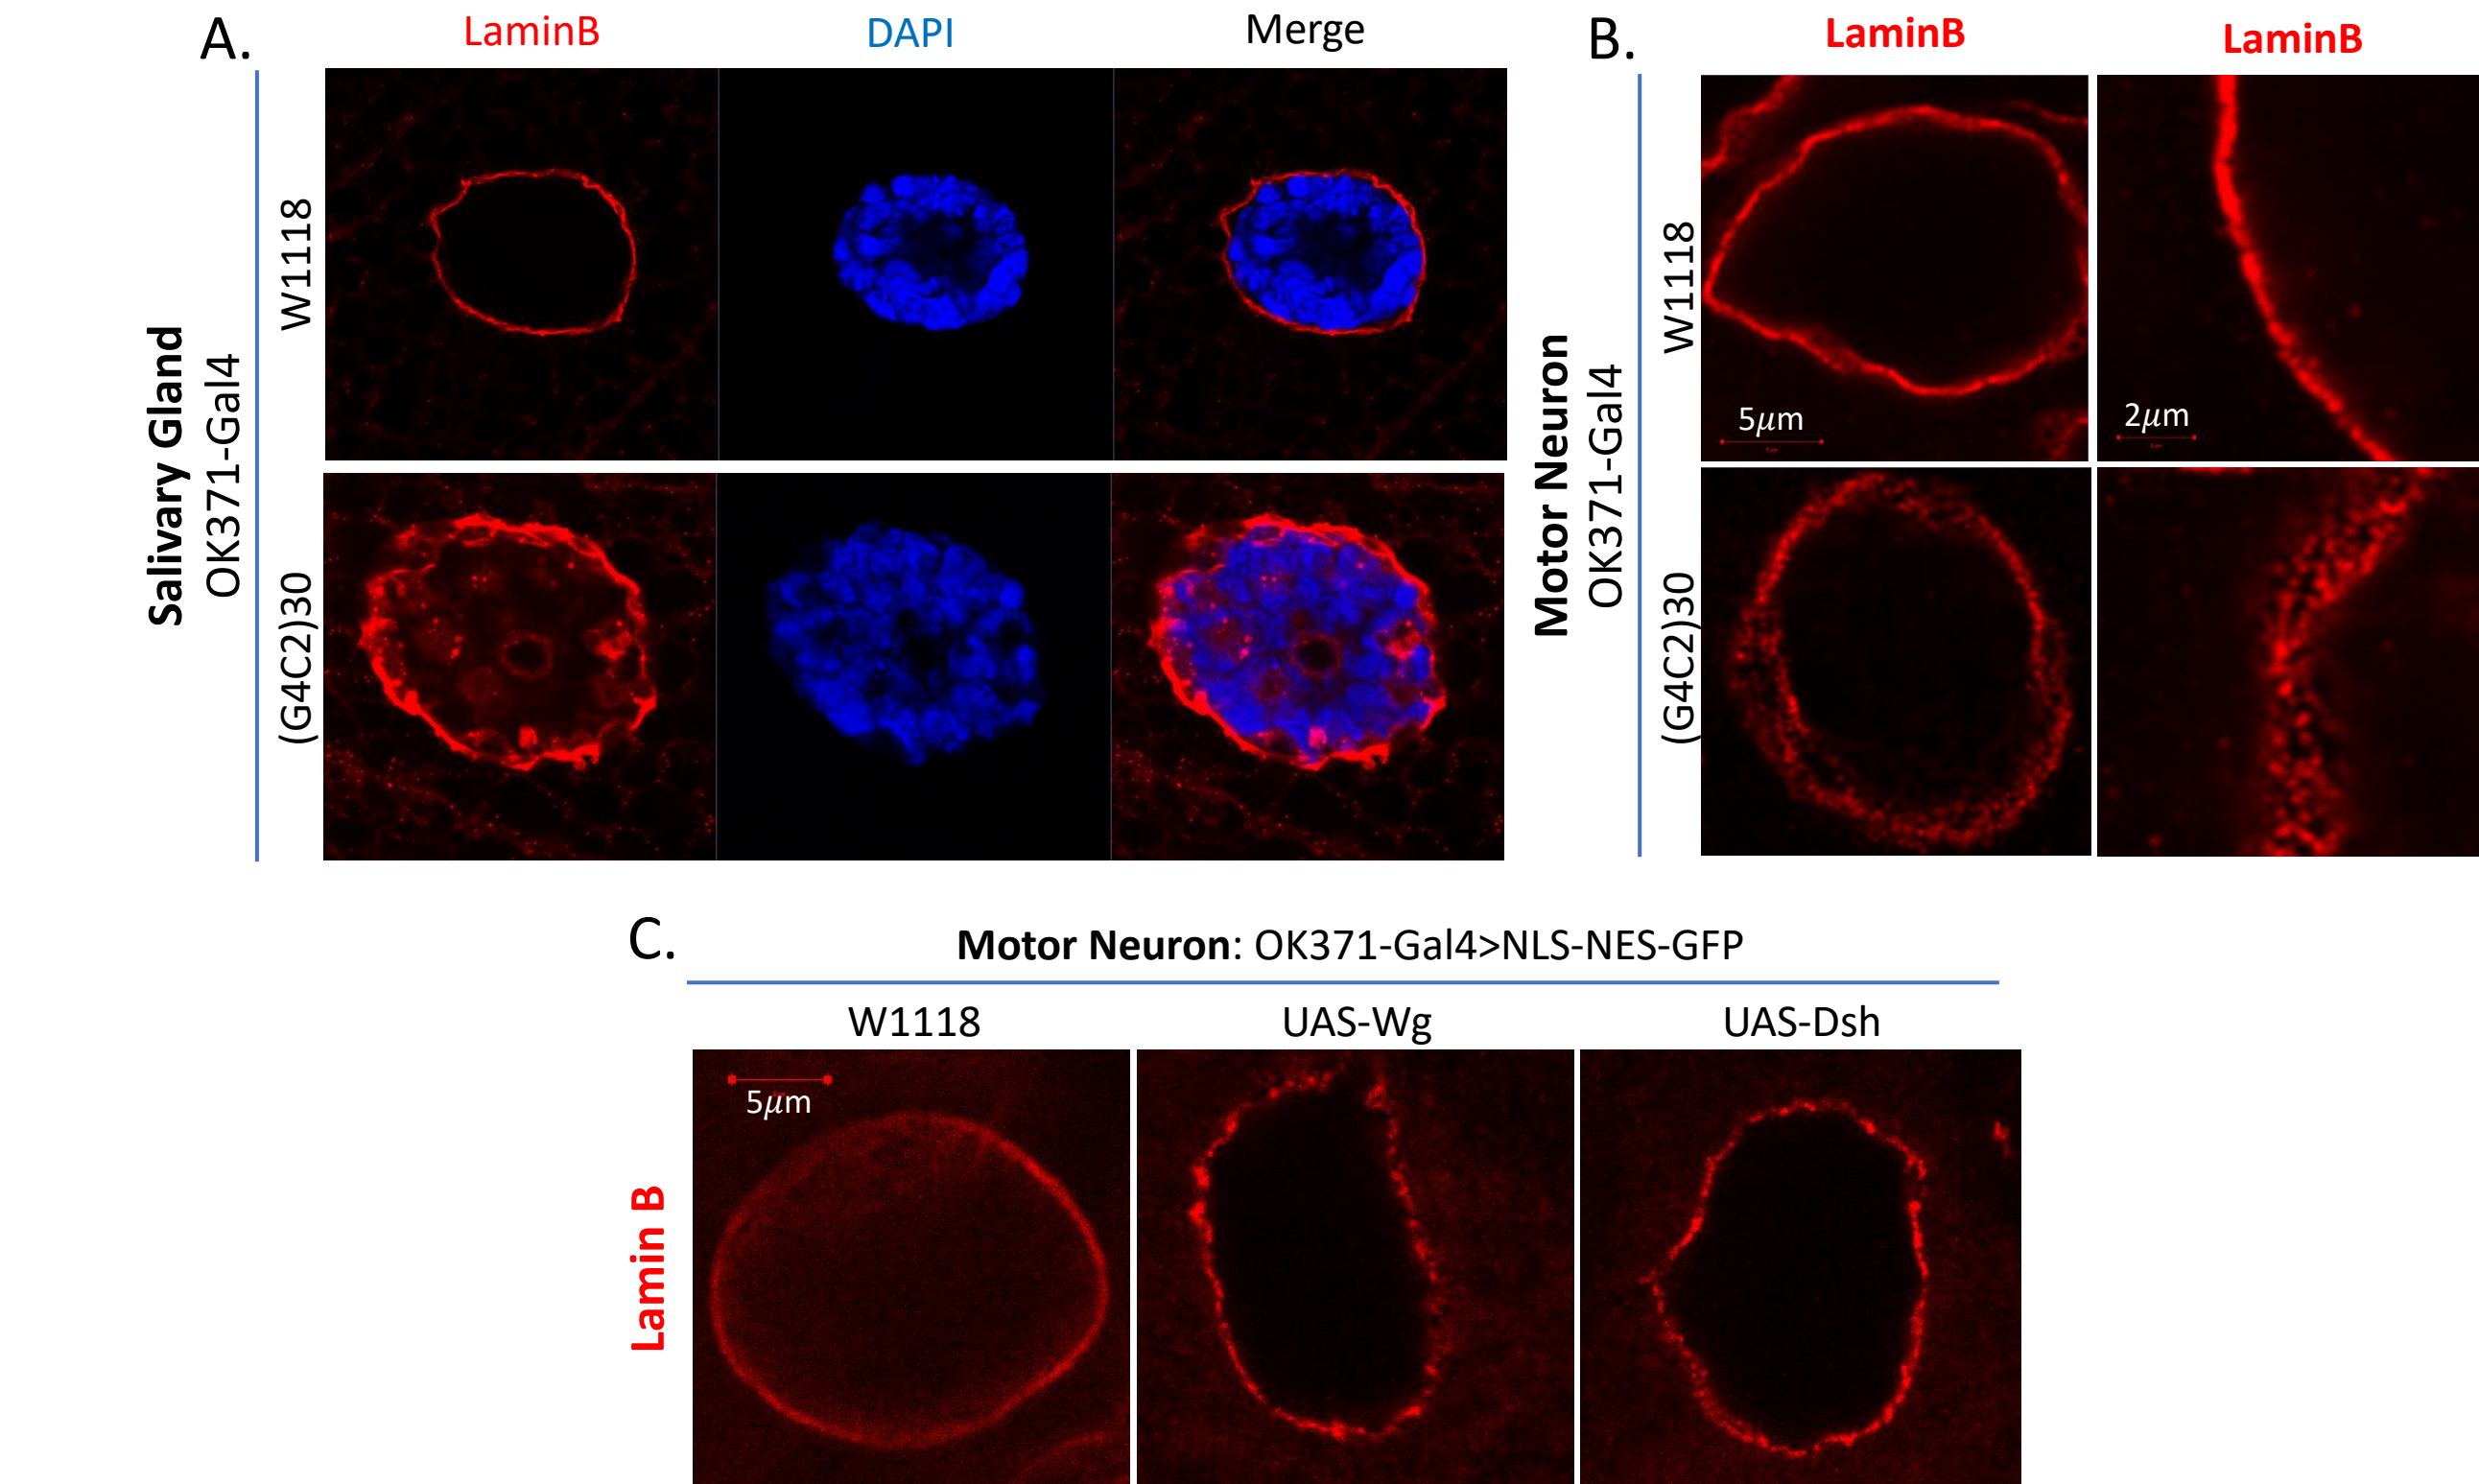 A.
LaminB
DAPI
Merge
Salivary Gland
OK371-Gal4
W1118
(G4C2)30
B.
LaminB
LaminB
Motor Neuron
OK371-Gal4
W1118
5µm
2µm
(G4C2)30
C.
Motor Neuron: OK371-Gal4>NLS-NES-GFP
W1118
UAS-Wg
UAS-Dsh
Lamin B
5µm